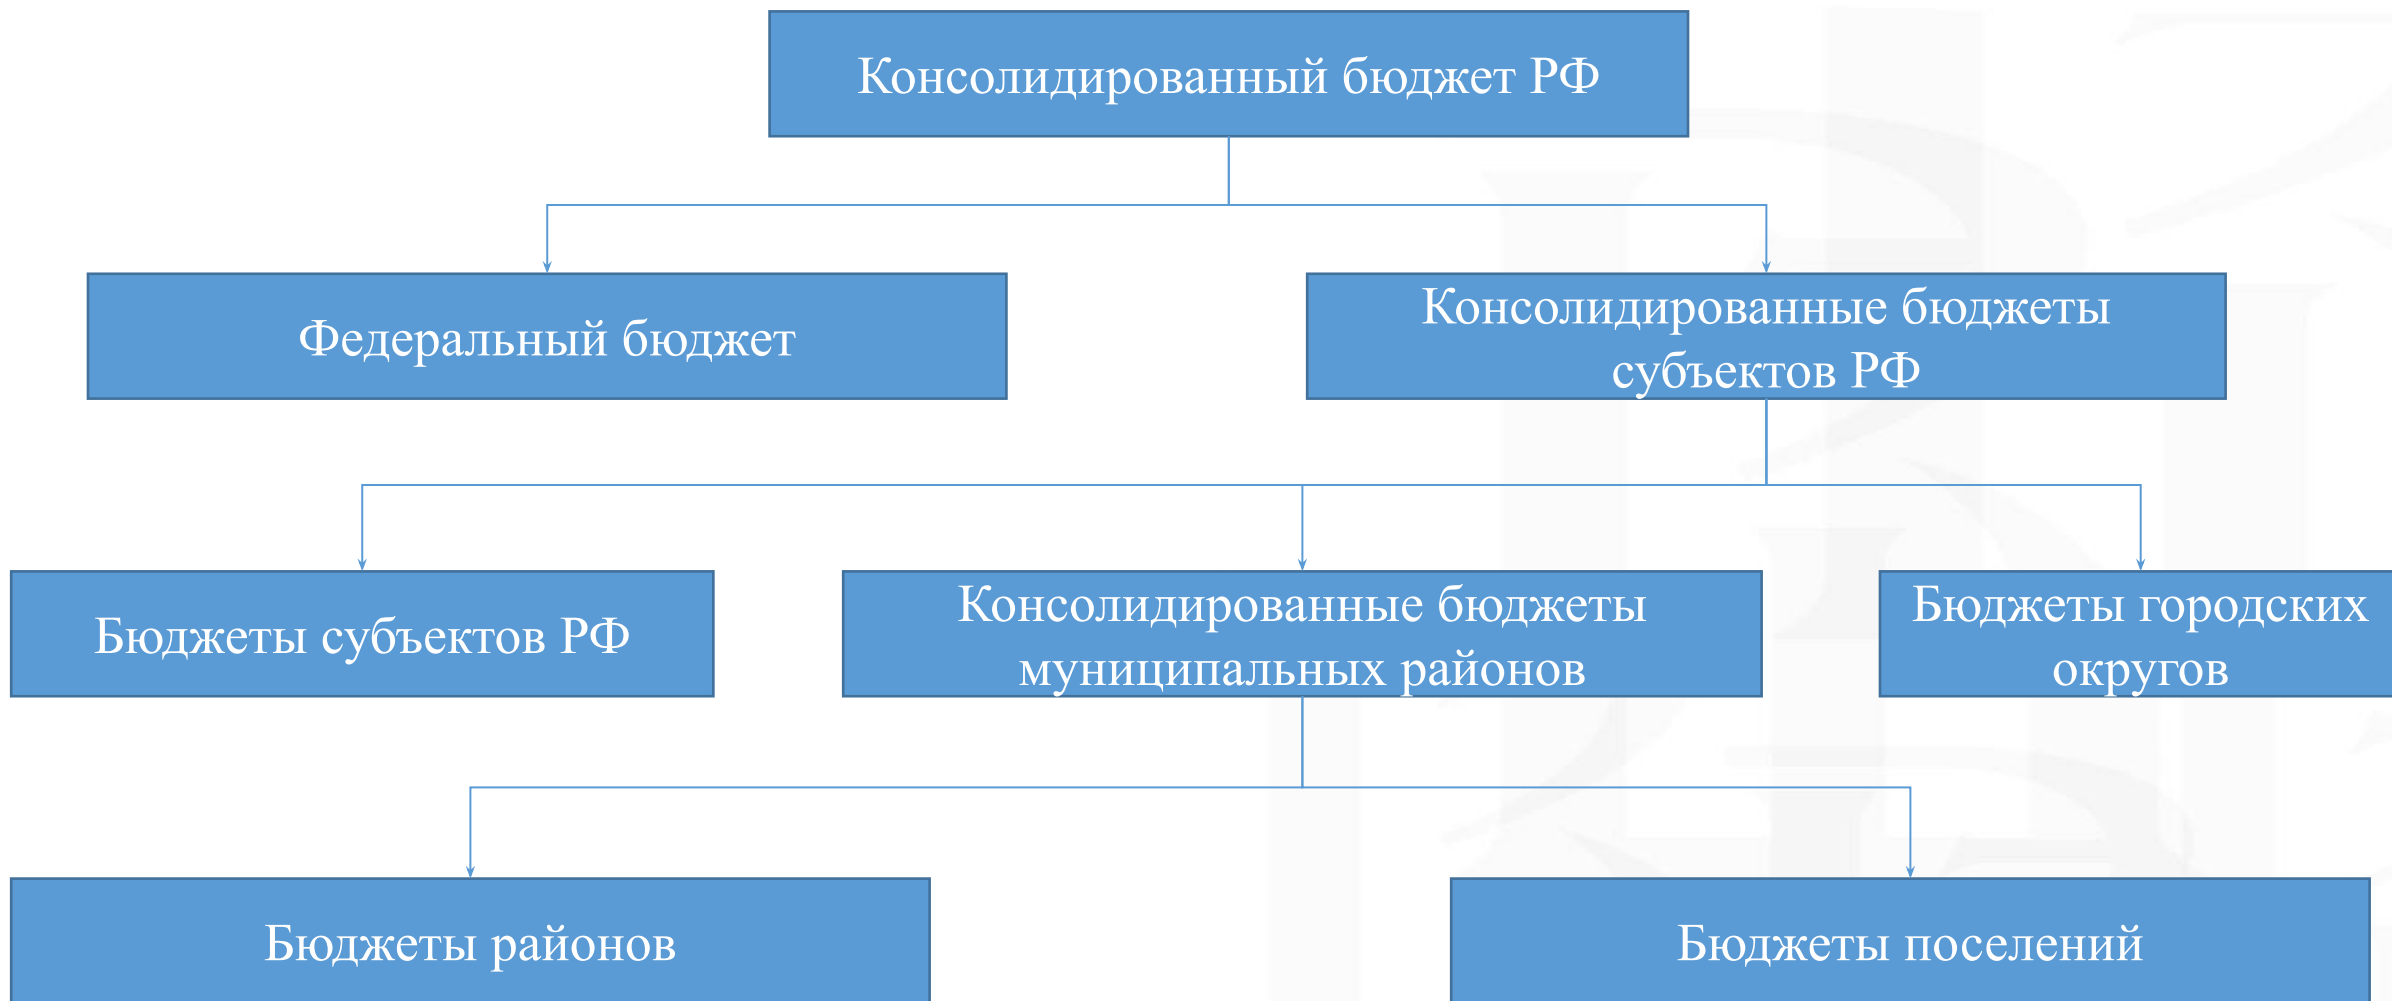 Консолидированный бюджет РФ
Федеральный бюджет
Консолидированные бюджеты
субъектов РФ
Бюджеты субъектов РФ
Консолидированные бюджеты
муниципальных районов
Бюджеты городских
округов
Бюджеты районов
Бюджеты поселений